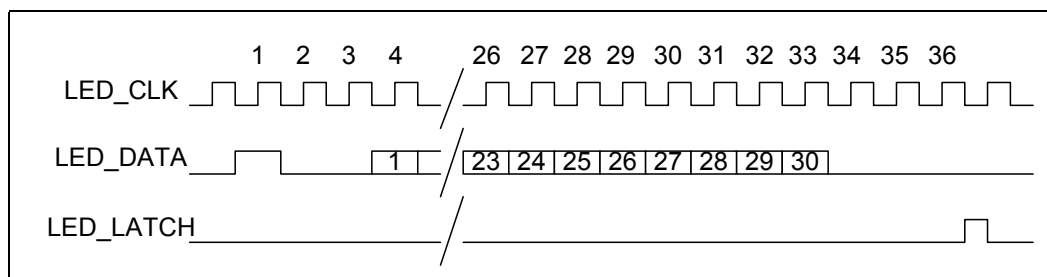 1 2 3 4 26 27 28 29 30 31 32 33 34 35 36
LED_CLK
LED_DATA 1 23 24 25 26 27 28 29 30
LED_LATCH